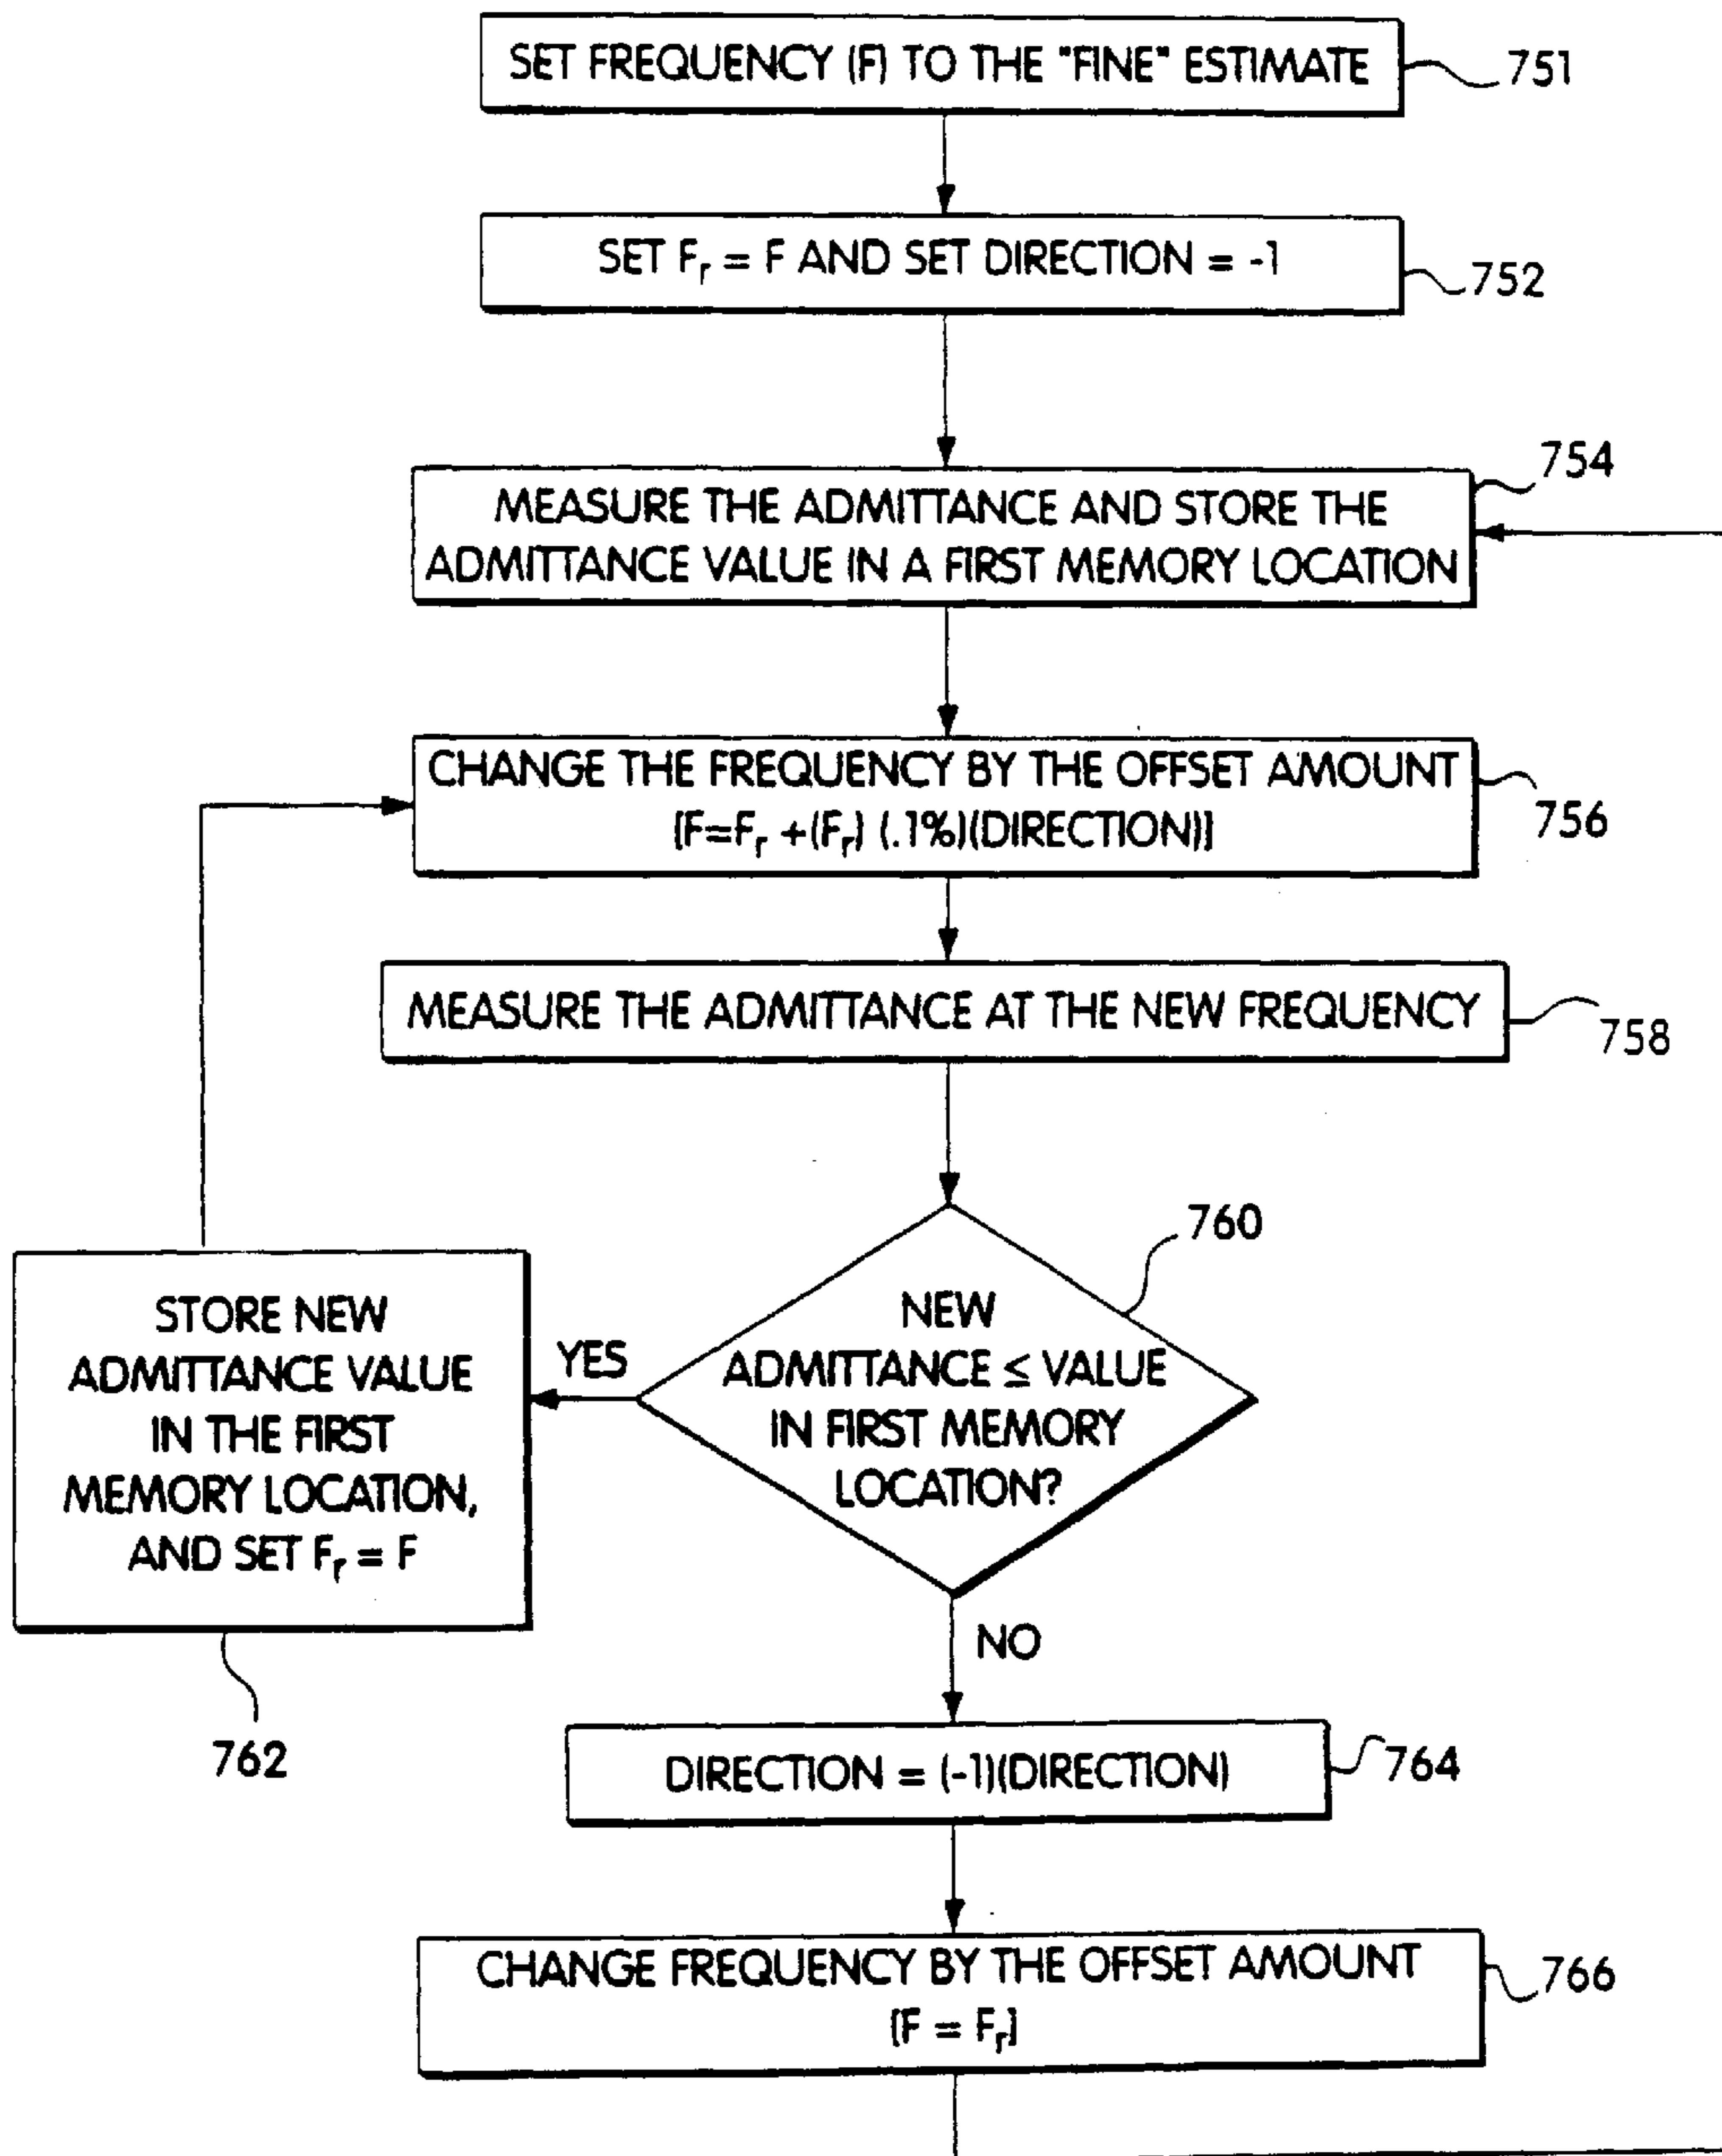 SET FREQUENCY (F) TO THE "FINE" ESTIMATE
751
SET Fr = F AND SET DIRECTION = -1
752
754
MEASURE THE ADMITTANCE AND STORE THE
ADMITTANCE VALUE IN A FIRST MEMORY LOCATION
CHANGE THE FREQUENCY BY THE OFFSET AMOUNT
[F=Fr +(Fr) (.1%)(DIRECTION)]
756
MEASURE THE ADMITTANCE AT THE NEW FREQUENCY
758
760
NEW
ADMITTANCE ≤ VALUE
IN FIRST MEMORY
LOCATION?
YES
STORE NEW
ADMITTANCE VALUE
IN THE FIRST
MEMORY LOCATION,
AND SET Fr = F
762
NO
DIRECTION = (-1)(DIRECTION)
764
CHANGE FREQUENCY BY THE OFFSET AMOUNT
[F = Fr]
766